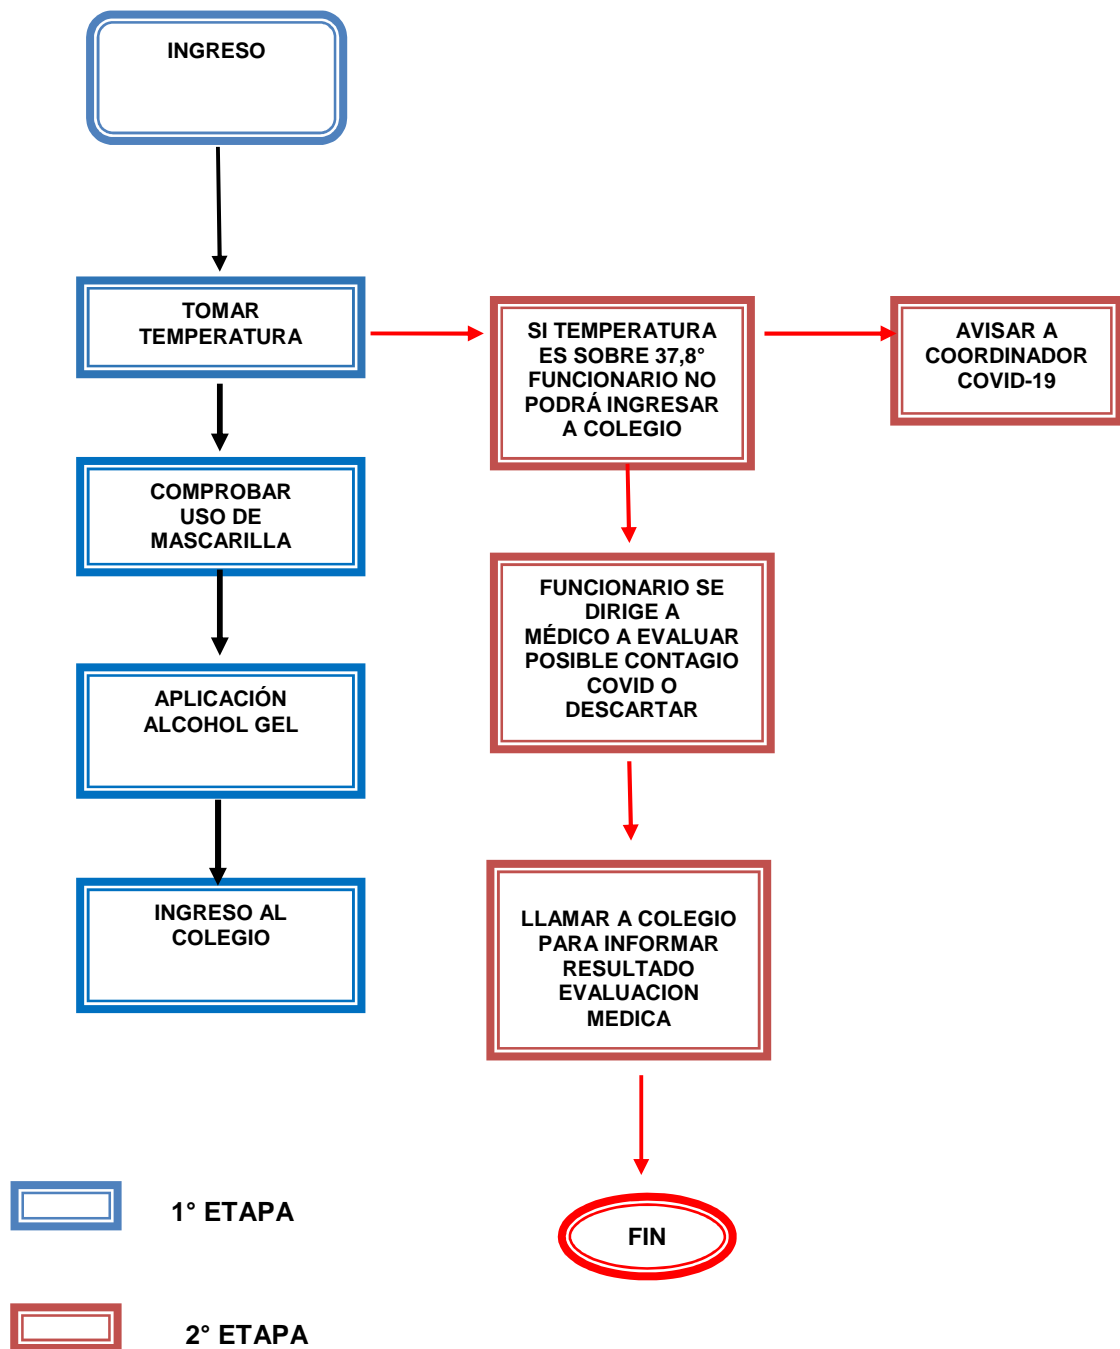 INGRESO
TOMAR
TEMPERATURA
SI TEMPERATURA
ES SOBRE 37,8°
FUNCIONARIO NO
PODRÁ INGRESAR
A COLEGIO
AVISAR A
COORDINADOR
COVID-19
COMPROBAR
USO DE
MASCARILLA
FUNCIONARIO SE
DIRIGE A
MÉDICO A EVALUAR
POSIBLE CONTAGIO
COVID O
DESCARTAR
APLICACIÓN
ALCOHOL GEL
INGRESO AL
COLEGIO
LLAMAR A COLEGIO
PARA INFORMAR
RESULTADO
EVALUACION
MEDICA
1° ETAPA
FIN
2° ETAPA